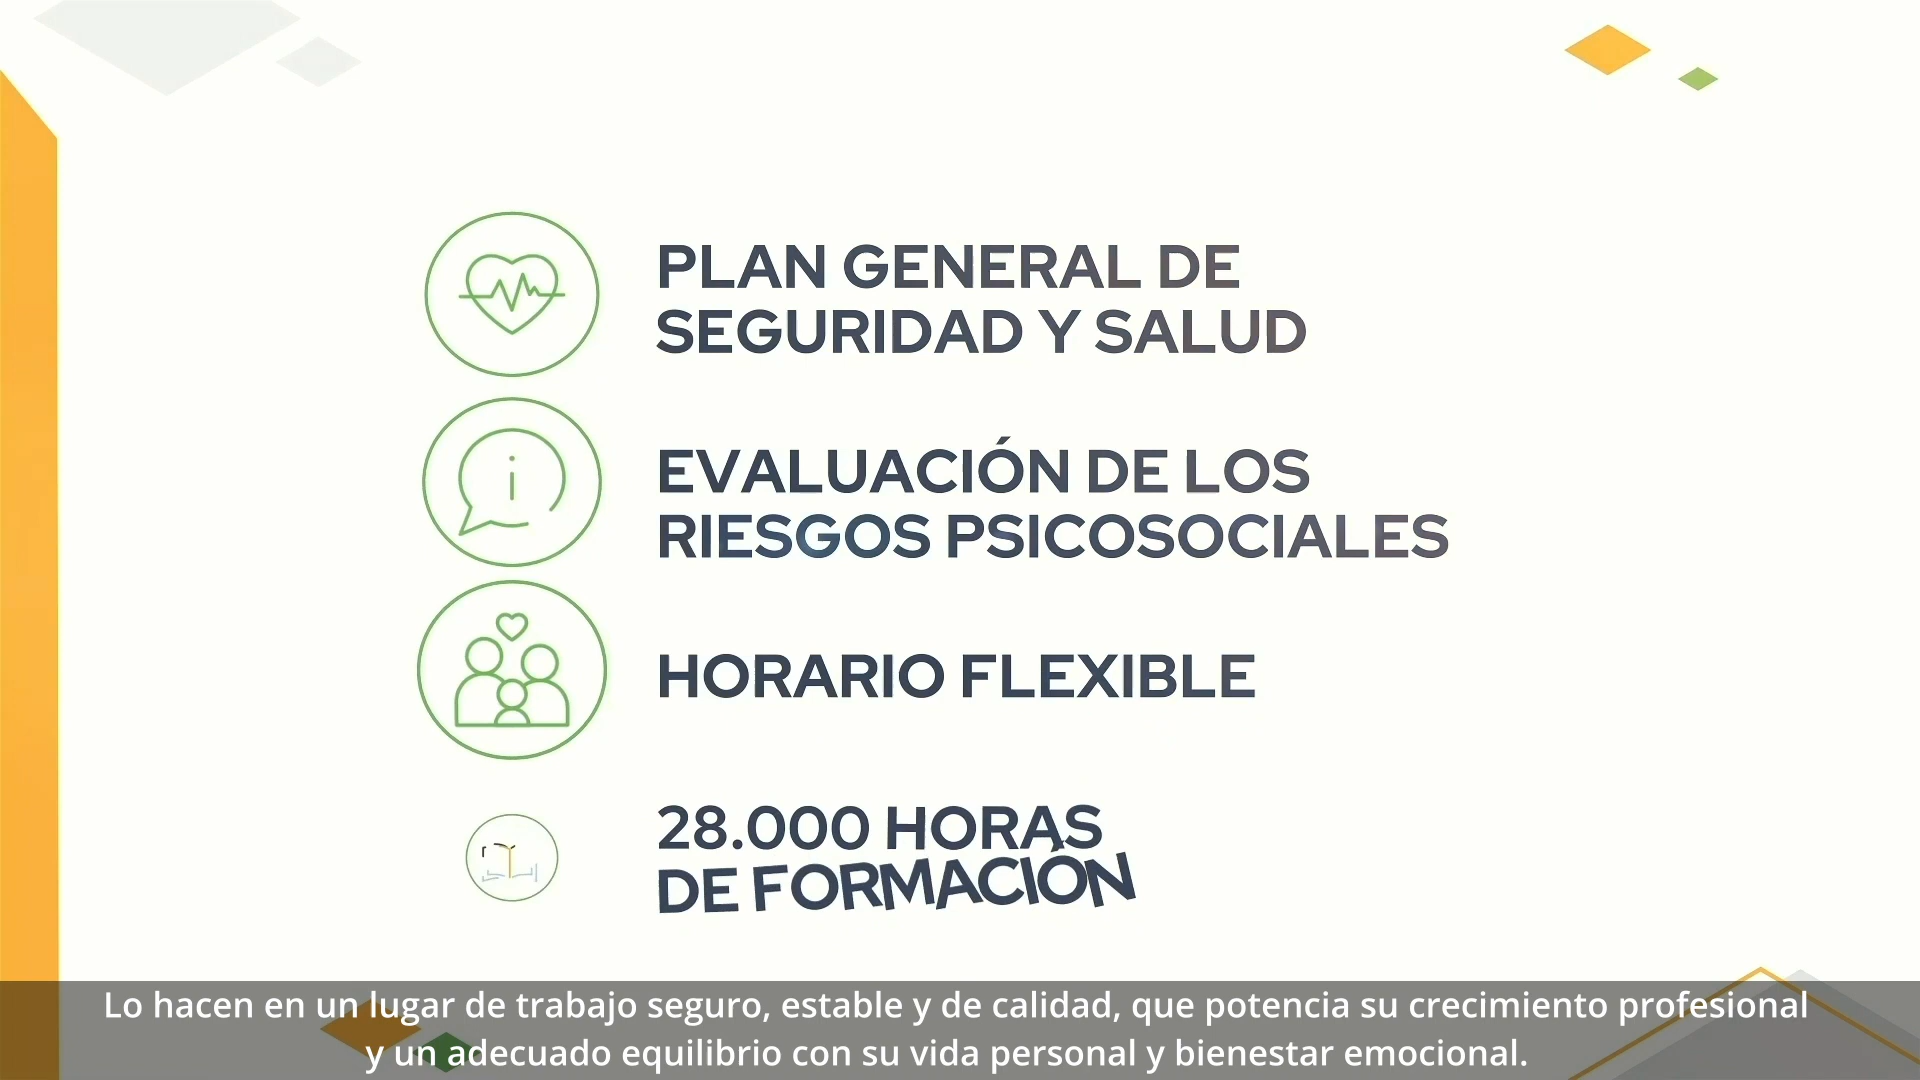 PLAN GENERAL DE
SEGURIDAD Y SALUD
EVALUACIÓN DE LOS
RIESGOS PSICOSOCIALES
HORARIO FLEXIBLE
28.000 HORAS
DE FORMACIÓN
Lo hacen en un lugar de trabajo seguro, estable y de calidad, que potencia su crecimiento profesional
y un adecuado equilibrio con su vida personal y bienestar emocional.